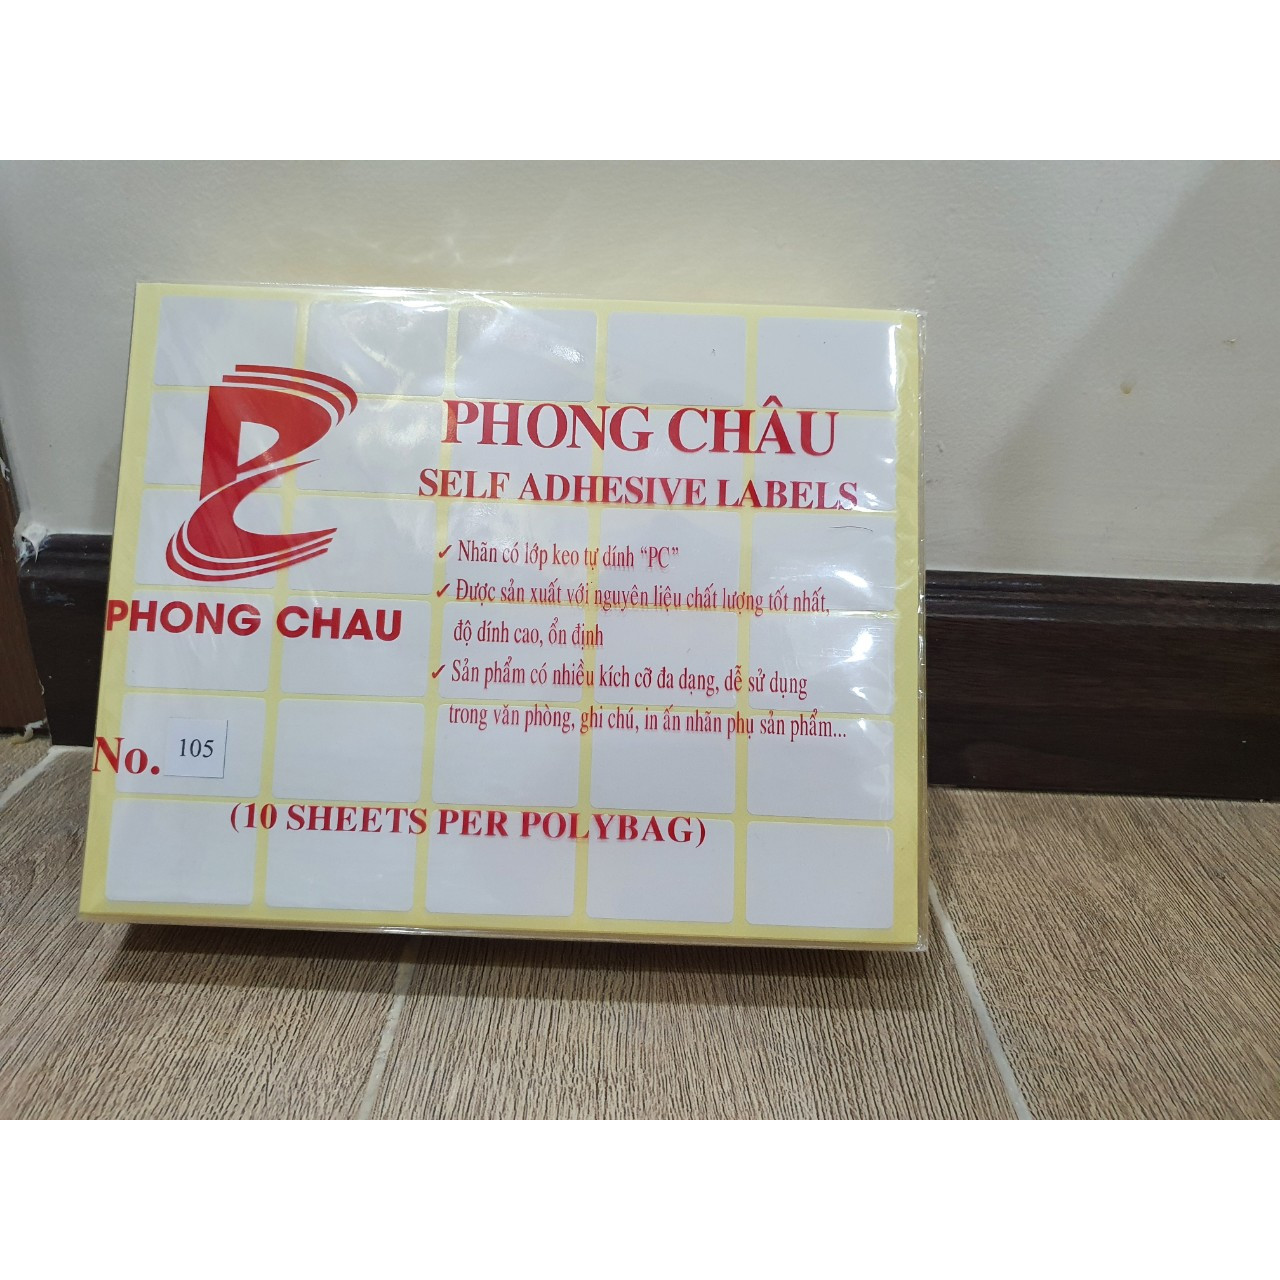 PHONG CHÂU
SELF ADHESIVE LABELS
✓ Nhãn có lớp keo tự dính “PC”
✓ Được sản xuất với nguyên liệu chất lượng tốt nhất,
độ dính cao, ổn định
✓ Sản phẩm có nhiều kích cỡ đa dạng, dễ sử dụng
trong văn phòng, ghi chú, in ấn nhãn phụ sản phẩm...
PHONG CHAU
No. 105
(10 SHEETS PER POLYBAG)